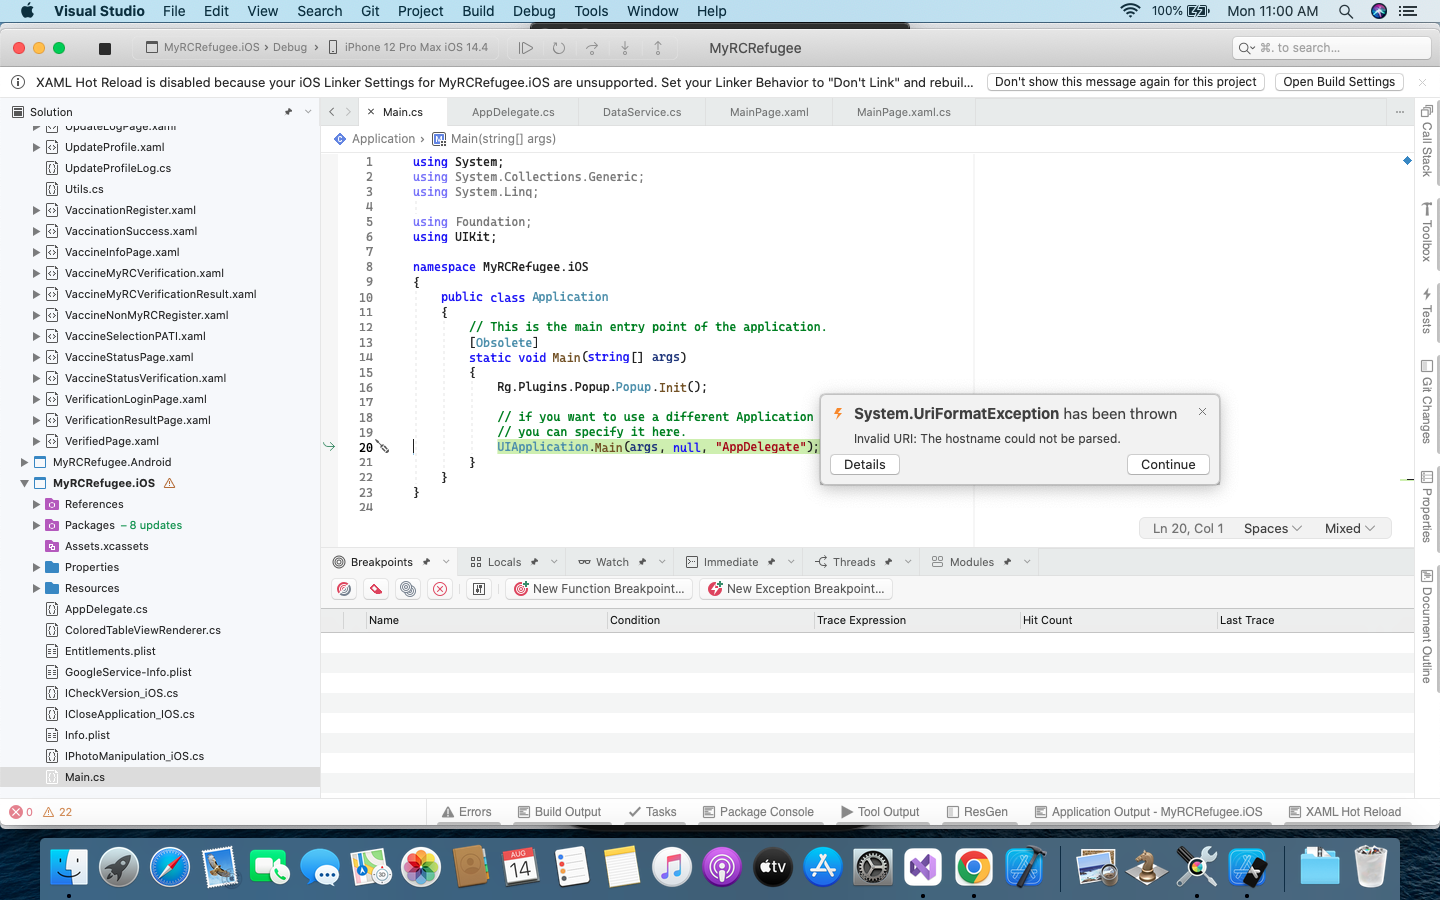 Visual Studio File Edit View Search Git Project Build Debug Tools Window Help 100% Mon 11:00 AM
MyRCRefugee.iOS › Debug › iPhone 12 Pro Max iOS 14.4 MyRCRefugee ⌘. to search...
XAML Hot Reload is disabled because your iOS Linker Settings for MyRCRefugee.iOS are unsupported. Set your Linker Behavior to "Don't Link" and rebuil... Don't show this message again for this project Open Build Settings
Solution
UpdateLogPage.xaml
UpdateProfile.xaml
UpdateProfileLog.cs
Utils.cs
VaccinationRegister.xaml
VaccinationSuccess.xaml
VaccineInfoPage.xaml
VaccineMyRCVerification.xaml
VaccineMyRCVerificationResult.xaml
VaccineNonMyRCRegister.xaml
VaccineSelectionPATI.xaml
VaccineStatusPage.xaml
VaccineStatusVerification.xaml
VerificationLoginPage.xaml
VerificationResultPage.xaml
VerifiedPage.xaml
MyRCRefugee.Android
MyRCRefugee.iOS
References
Packages – 8 updates
Assets.xcassets
Properties
Resources
AppDelegate.cs
ColoredTableViewRenderer.cs
Entitlements.plist
GoogleService-Info.plist
ICheckVersion_iOS.cs
ICloseApplication_IOS.cs
Info.plist
IPhotoManipulation_iOS.cs
Main.cs
Main.cs AppDelegate.cs DataService.cs MainPage.xaml MainPage.xaml.cs
Application › Main(string[] args)
1 using System;
2 using System.Collections.Generic;
3 using System.Linq;
4
5 using Foundation;
6 using UIKit;
7
8 namespace MyRCRefugee.iOS
9 {
10 public class Application
11 {
12 // This is the main entry point of the application.
13 [Obsolete]
14 static void Main(string[] args)
15 {
16 Rg.Plugins.Popup.Popup.Init();
17
18 // if you want to use a different Application
19 // you can specify it here.
20 UIApplication.Main(args, null, "AppDelegate");
21 }
22 }
23 }
24
System.UriFormatException has been thrown
Invalid URI: The hostname could not be parsed.
Details Continue
Ln 20, Col 1 Spaces Mixed
Breakpoints Locals Watch Immediate Threads Modules
New Function Breakpoint... New Exception Breakpoint...
Name Condition Trace Expression Hit Count Last Trace
Call Stack
Toolbox
Tests
Git Changes
Properties
Document Outline
0 22 Errors Build Output Tasks Package Console Tool Output ResGen Application Output - MyRCRefugee.iOS XAML Hot Reload
AUG
14
tv